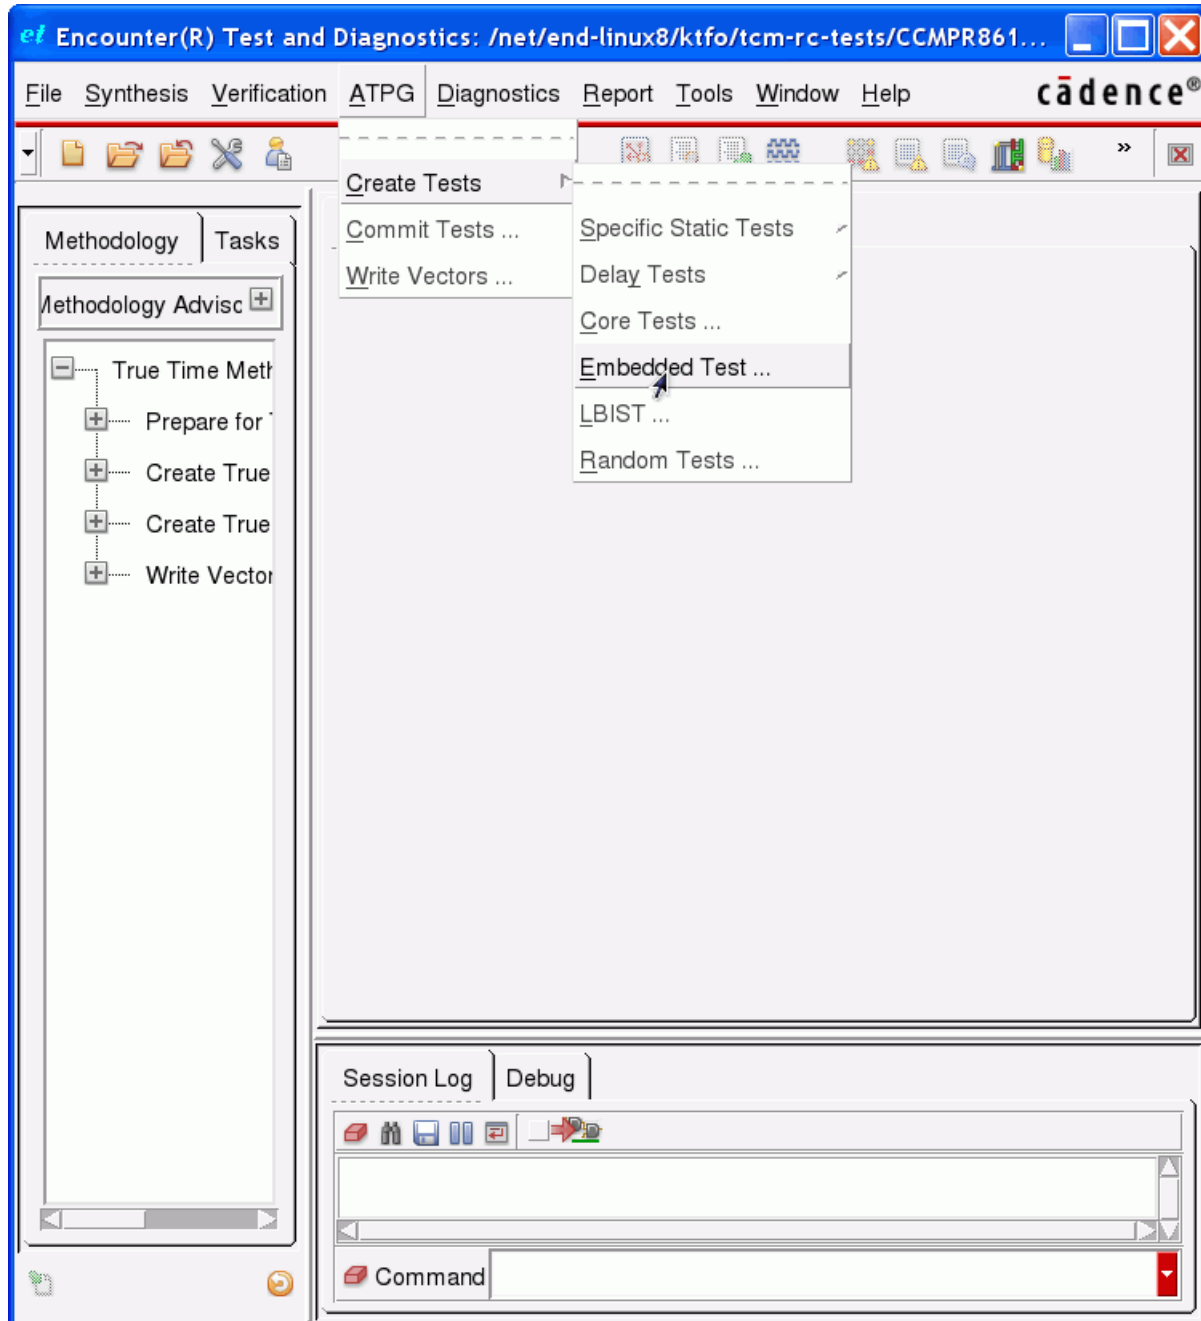 et Encounter(R) Test and Diagnostics: /net/end-linux8/ktfo/tcm-rc-tests/CCMPR861...
File Synthesis Verification ATPG Diagnostics Report Tools Window Help cādence®
»
Create Tests
Commit Tests ...
Write Vectors ...
Specific Static Tests
Delay Tests
Core Tests ...
Embedded Test ...
LBIST ...
Random Tests ...
Methodology Tasks
Methodology Advisc
True Time Meth
Prepare for T
Create True
Create True
Write Vector
Session Log Debug
Command